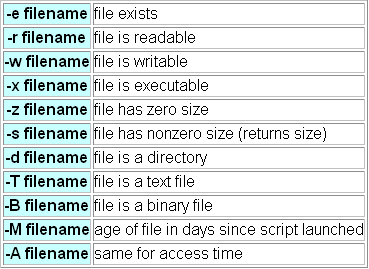 -e filename file exists
-r filename file is readable
-w filename file is writable
-x filename file is executable
-z filename file has zero size
-s filename file has nonzero size (returns size)
-d filename file is a directory
-T filename file is a text file
-B filename file is a binary file
-M filename age of file in days since script launched
-A filename same for access time